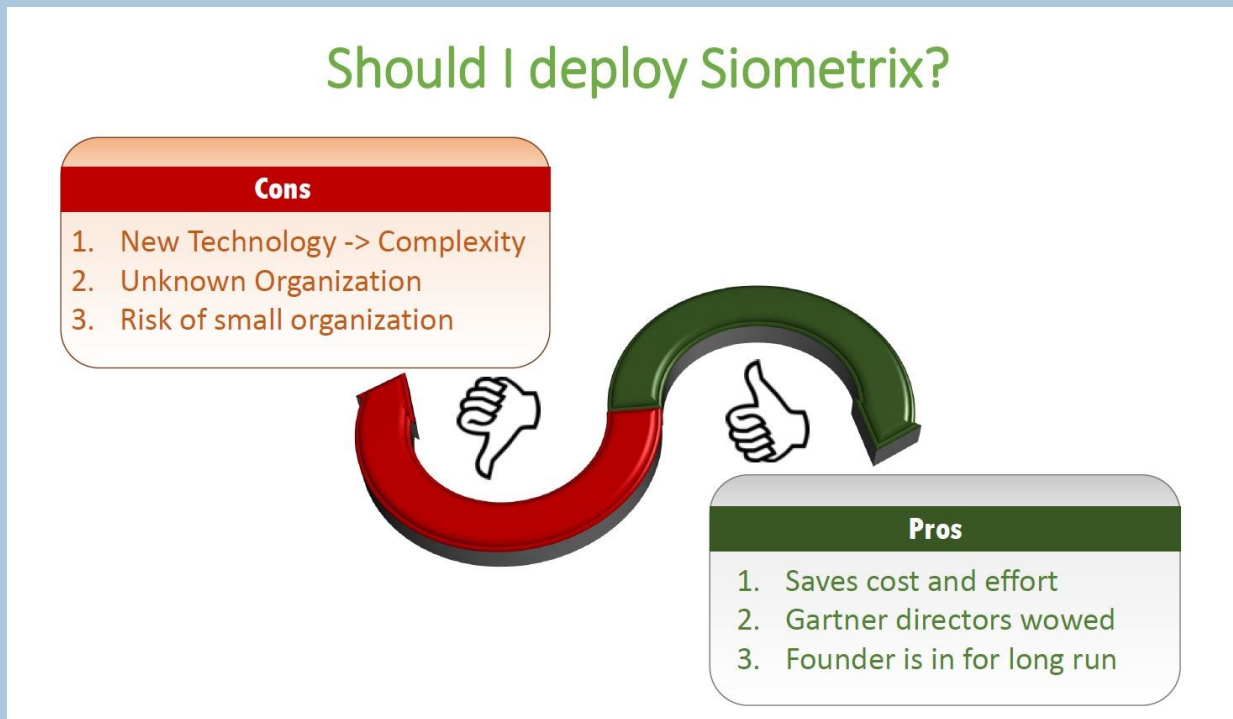 Should I deploy Siometrix?
Cons
1. New Technology -> Complexity
2. Unknown Organization
3. Risk of small organization
Pros
1. Saves cost and effort
2. Gartner directors wowed
3. Founder is in for long run